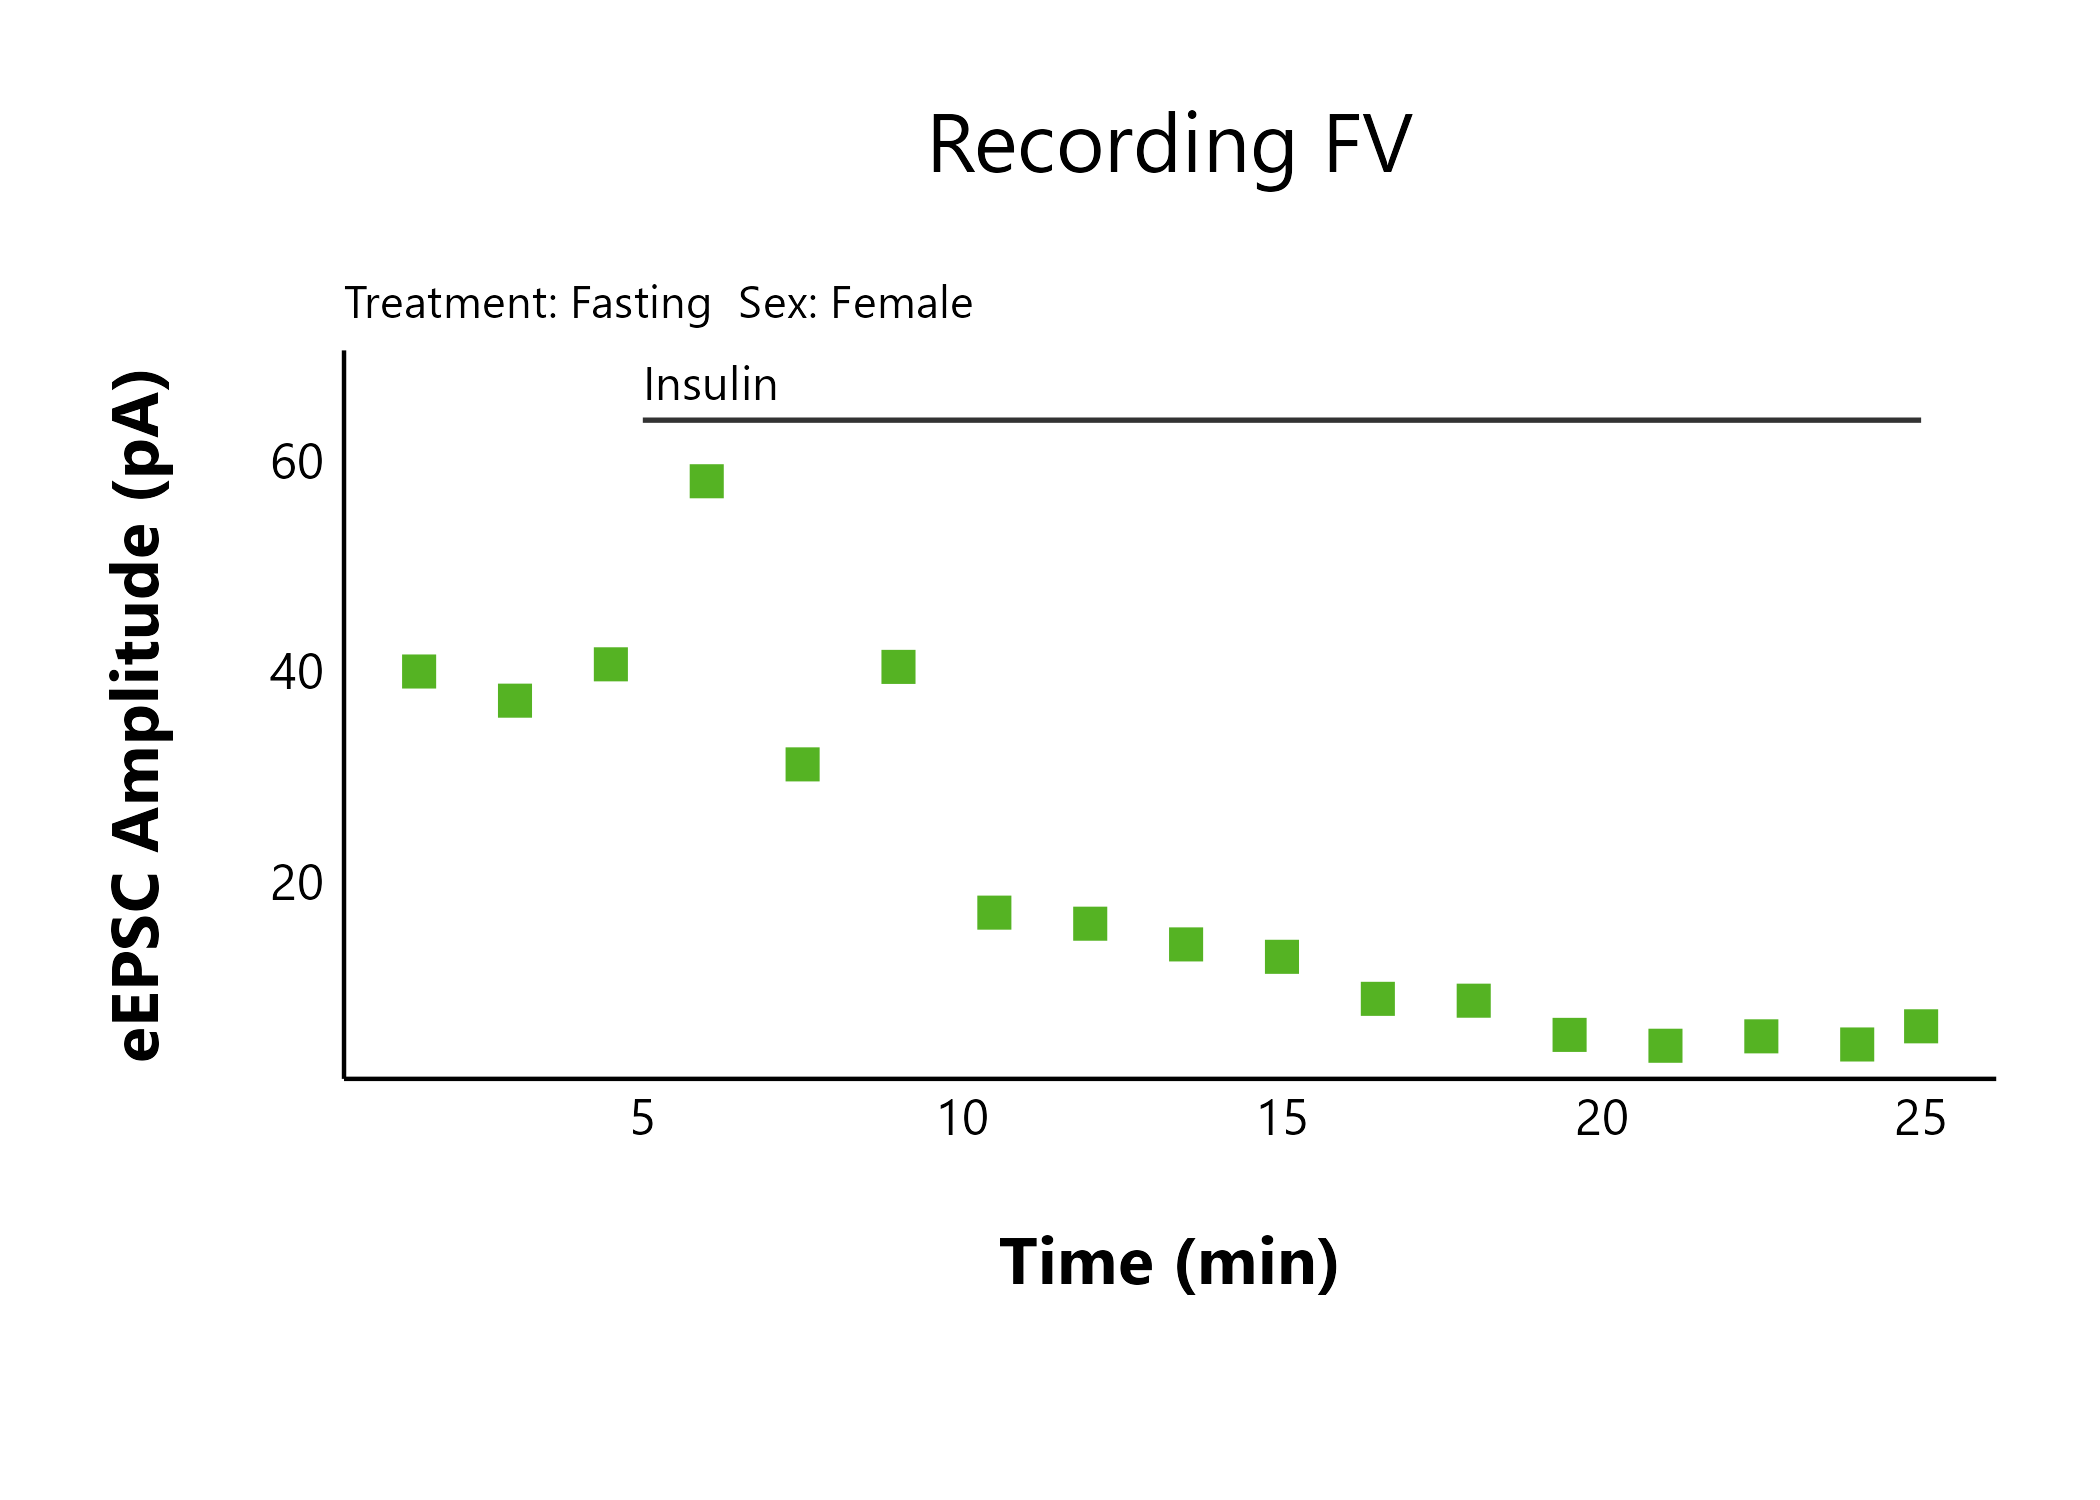 Recording FV
Treatment: Fasting  Sex: Female
Insulin
eEPSC Amplitude (pA)
60
40
20
5 10 15 20 25
Time (min)